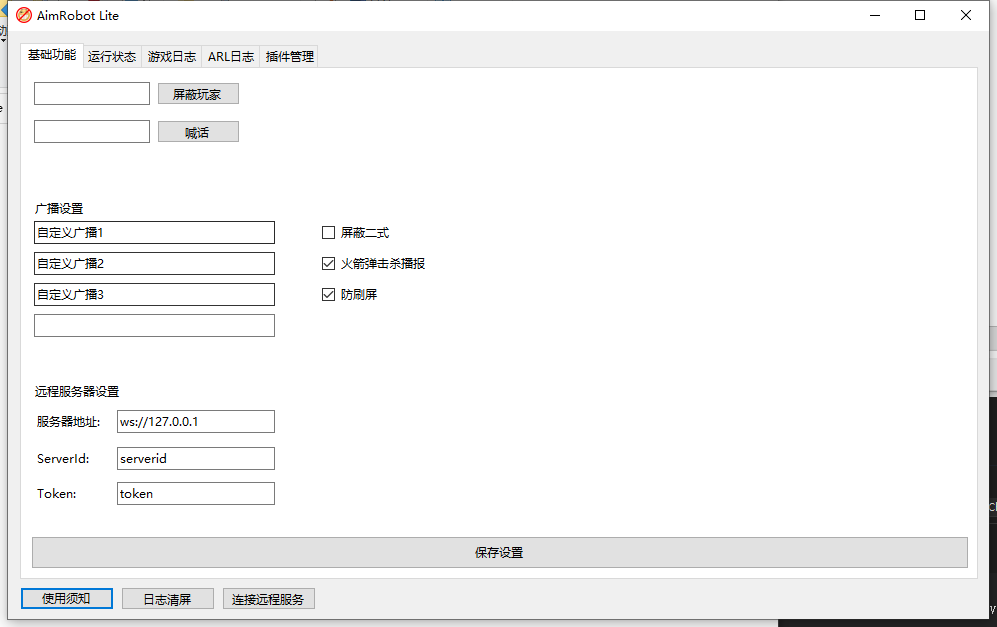 AimRobot Lite
基础功能 运行状态 游戏日志 ARL日志 插件管理
屏蔽玩家
喊话
广播设置
自定义广播1 屏蔽二式
自定义广播2 火箭弹击杀播报
自定义广播3 防刷屏
远程服务器设置
服务器地址: ws://127.0.0.1
ServerId: serverid
Token: token
保存设置
使用须知 日志清屏 连接远程服务